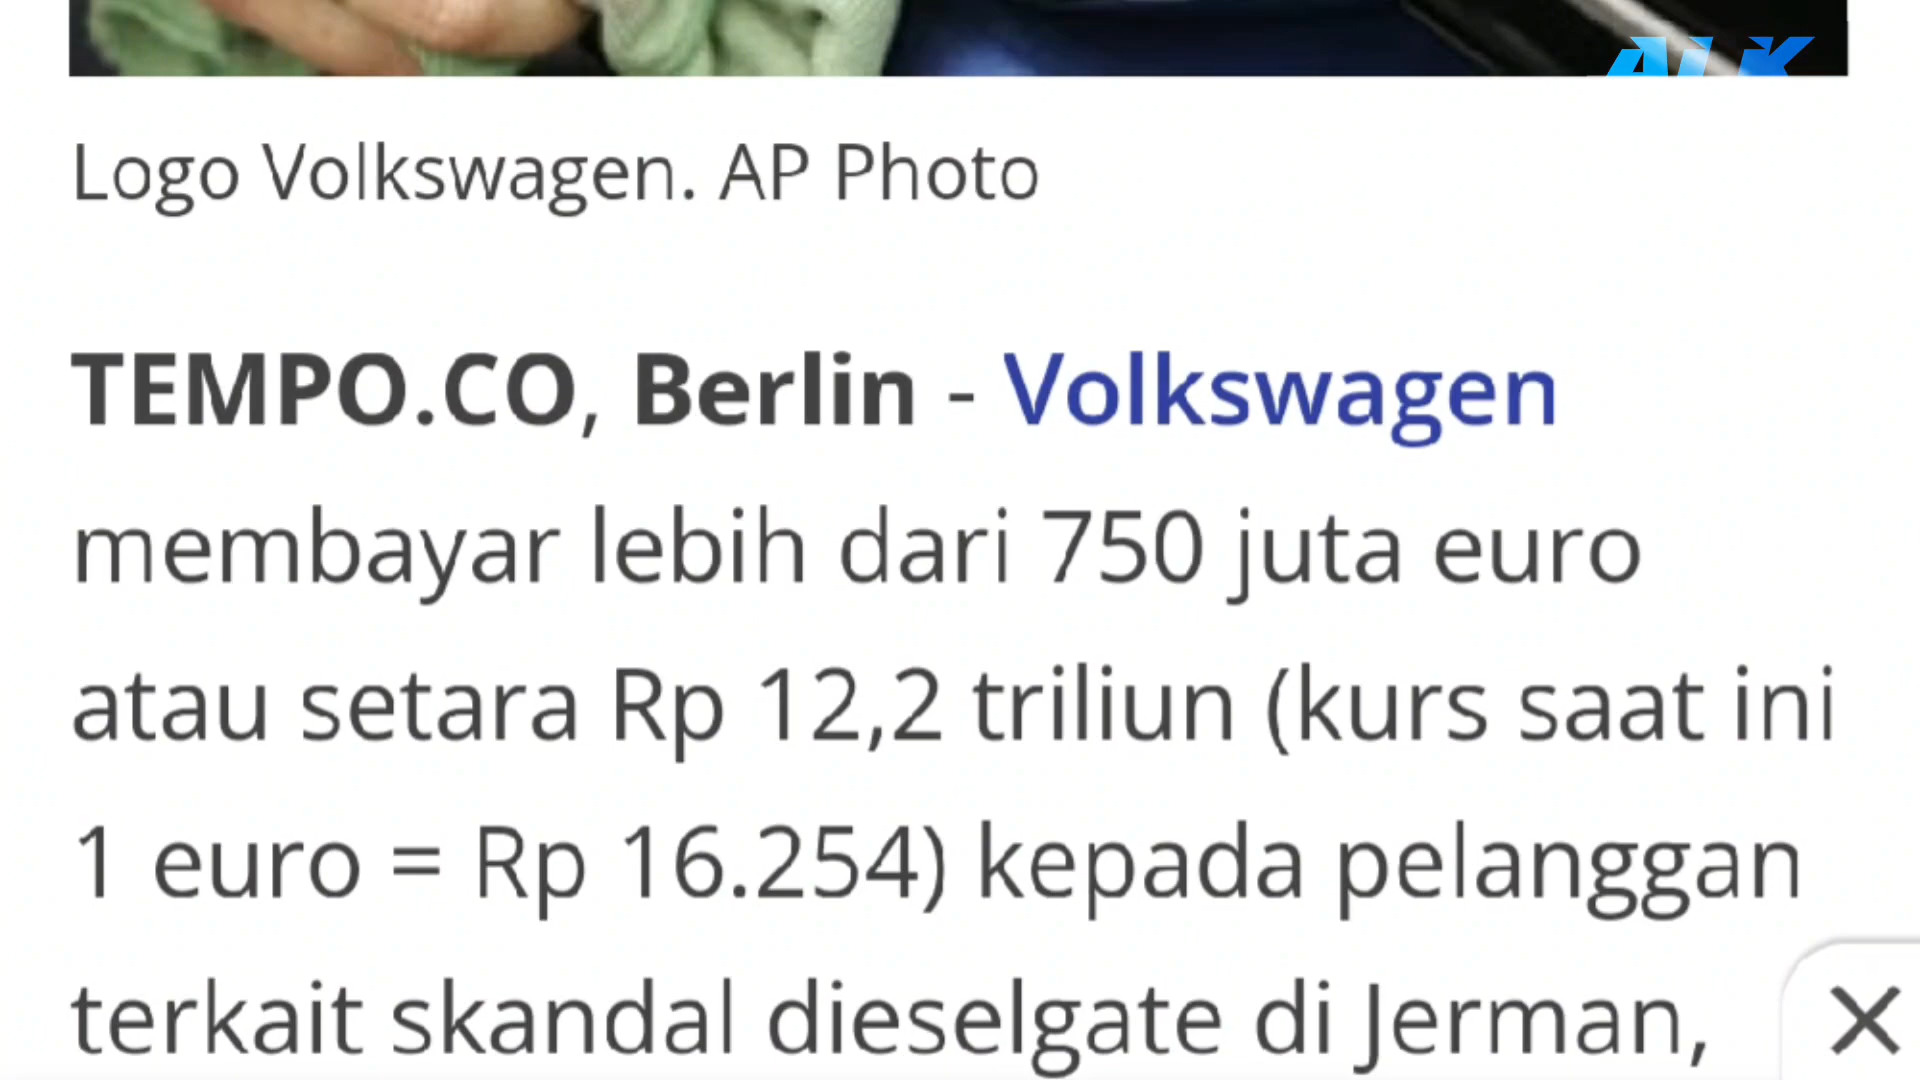 ALK
Logo Volkswagen. AP Photo
TEMPO.CO, Berlin - Volkswagen
membayar lebih dari 750 juta euro
atau setara Rp 12,2 triliun (kurs saat ini
1 euro = Rp 16.254) kepada pelanggan
terkait skandal dieselgate di Jerman,